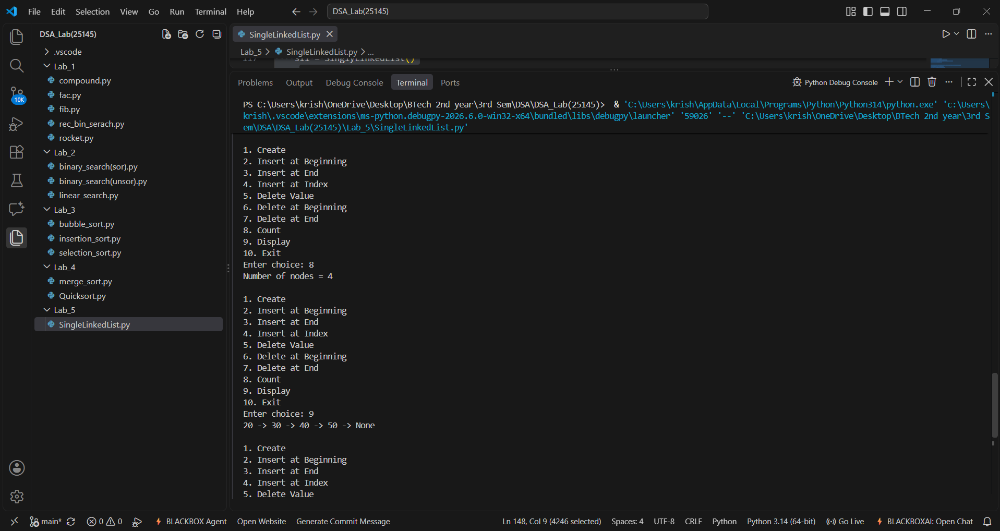 File Edit Selection View Go Run Terminal Help
DSA_Lab(25145)
DSA_Lab(25145)
.vscode
Lab_1
compound.py
fac.py
fib.py
rec_bin_serach.py
rocket.py
Lab_2
binary_search(sor).py
binary_search(unsor).py
linear_search.py
Lab_3
bubble_sort.py
insertion_sort.py
selection_sort.py
Lab_4
merge_sort.py
Quicksort.py
Lab_5
SingleLinkedList.py
10K
SingleLinkedList.py
Lab_5 > SingleLinkedList.py > ...
117 sll = SinglyLinkedList()
Problems Output Debug Console Terminal Ports
Python Debug Console
PS C:\Users\krish\OneDrive\Desktop\BTech 2nd year\3rd Sem\DSA\DSA_Lab(25145)> & 'C:\Users\krish\AppData\Local\Programs\Python\Python314\python.exe' 'c:\Users\
krish\.vscode\extensions\ms-python.debugpy-2026.6.0-win32-x64\bundled\libs\debugpy\launcher' '59026' '--' 'C:\Users\krish\OneDrive\Desktop\BTech 2nd year\3rd S
em\DSA\DSA_Lab(25145)\Lab_5\SingleLinkedList.py'
1. Create
2. Insert at Beginning
3. Insert at End
4. Insert at Index
5. Delete Value
6. Delete at Beginning
7. Delete at End
8. Count
9. Display
10. Exit
Enter choice: 8
Number of nodes = 4
1. Create
2. Insert at Beginning
3. Insert at End
4. Insert at Index
5. Delete Value
6. Delete at Beginning
7. Delete at End
8. Count
9. Display
10. Exit
Enter choice: 9
20 -> 30 -> 40 -> 50 -> None
1. Create
2. Insert at Beginning
3. Insert at End
4. Insert at Index
5. Delete Value
main* 0 0 BLACKBOX Agent Open Website Generate Commit Message Ln 148, Col 9 (4246 selected) Spaces: 4 UTF-8 CRLF Python Python 3.14 (64-bit) Go Live BLACKBOXAI: Open Chat